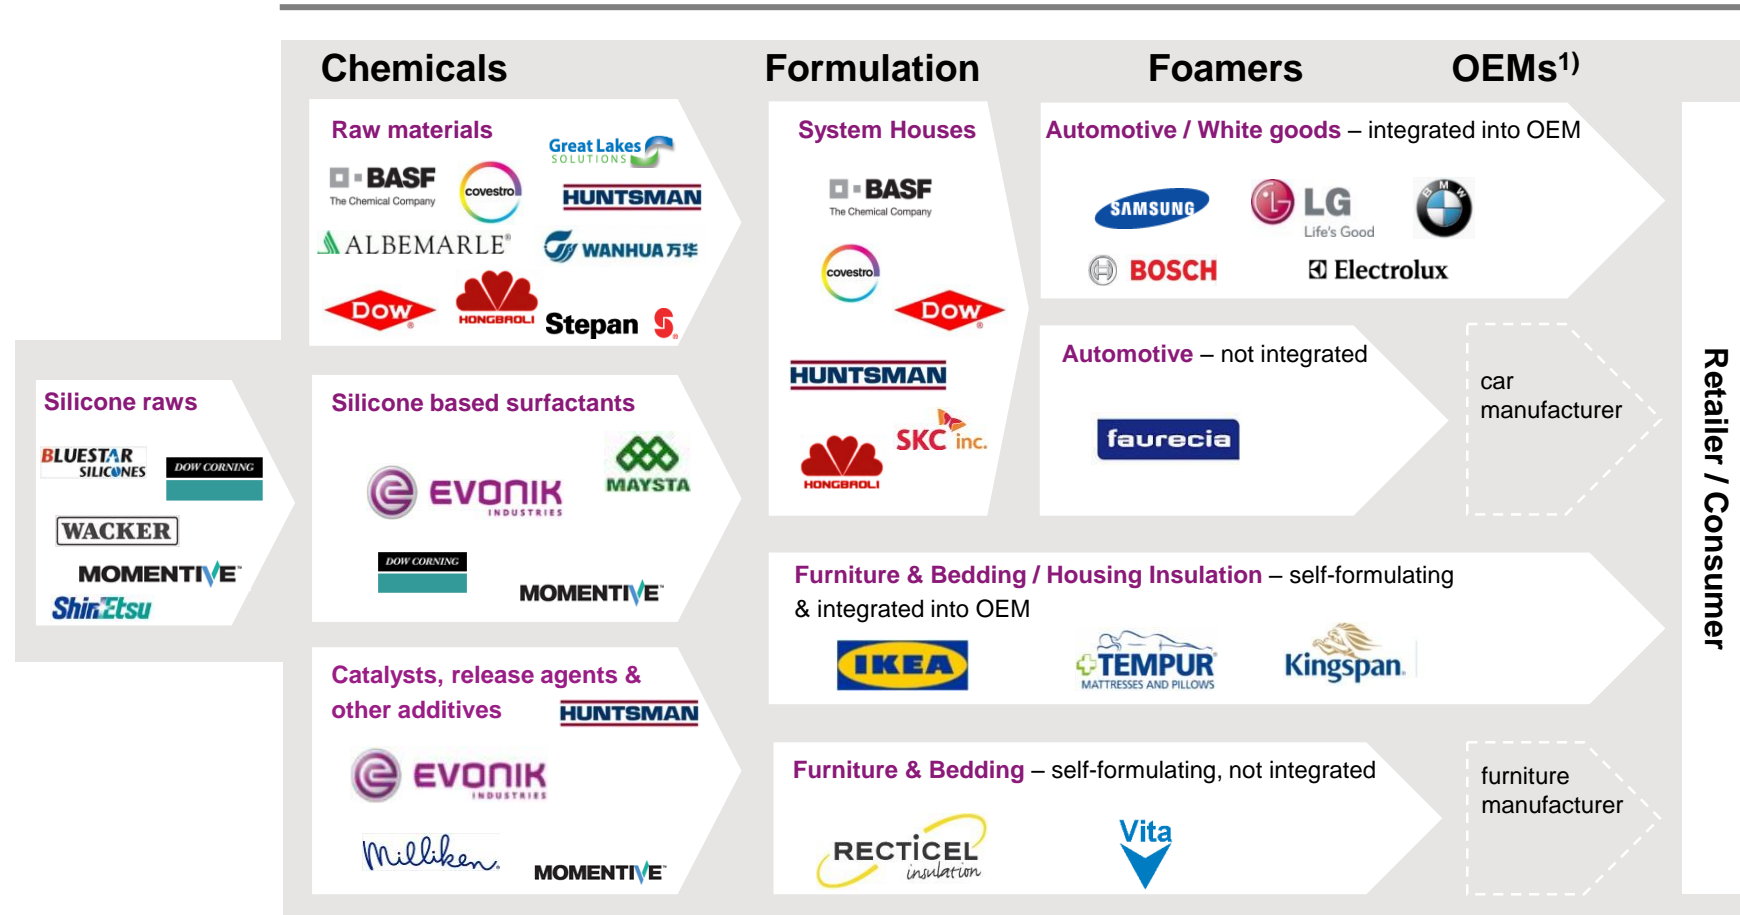 Chemicals
Formulation
Foamers
OEMs1)
Raw materials
Great Lakes
SOLUTIONS
BASF
The Chemical Company
covestro
HUNTSMAN
ALBEMARLE®
WANHUA 万华
DOW®
HONGBAOLI
Stepan S®
System Houses
BASF
The Chemical Company
covestro
DOW®
HUNTSMAN
SKC inc.
HONGBAOLI
Automotive / White goods – integrated into OEM
SAMSUNG
LG
Life's Good
BMW
BOSCH
Electrolux
Automotive – not integrated
faurecia
car
manufacturer
Silicone raws
BLUESTAR
SILICONES
DOW CORNING
WACKER
MOMENTIVE™
ShinEtsu
Silicone based surfactants
EVONIK
INDUSTRIES
MAYSTA
DOW CORNING
MOMENTIVE™
Furniture & Bedding / Housing Insulation – self-formulating
& integrated into OEM
IKEA
TEMPUR®
MATTRESSES AND PILLOWS
Kingspan.
Catalysts, release agents &
other additives
HUNTSMAN
EVONIK
INDUSTRIES
Milliken®
MOMENTIVE™
Furniture & Bedding – self-formulating, not integrated
RECTICEL
insulation
Vita
furniture
manufacturer
Retailer / Consumer